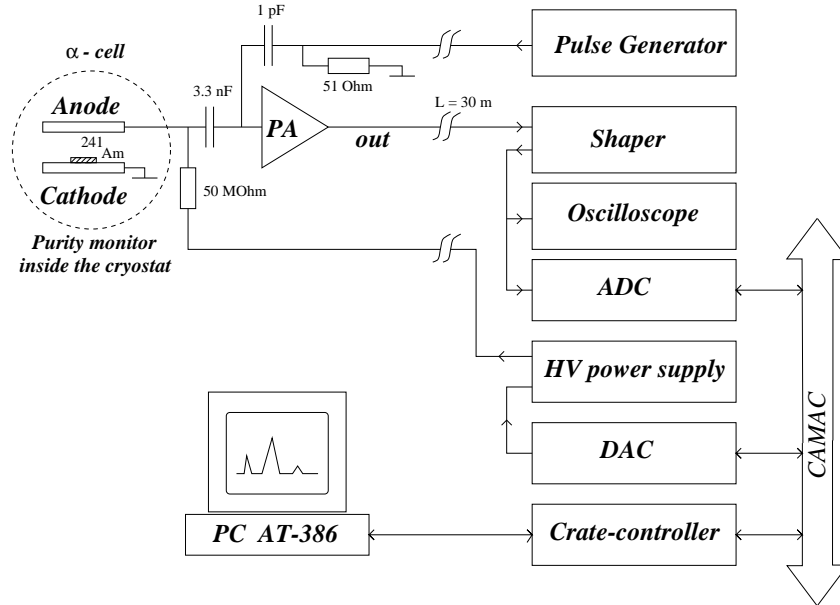 1 pF
Pulse Generator
α - cell
51 Ohm
3.3 nF
L = 30 m
Anode
PA
out
Shaper
241
Am
Cathode
50 MOhm
Oscilloscope
Purity monitor
inside the cryostat
ADC
HV power supply
CAMAC
DAC
PC AT-386
Crate-controller